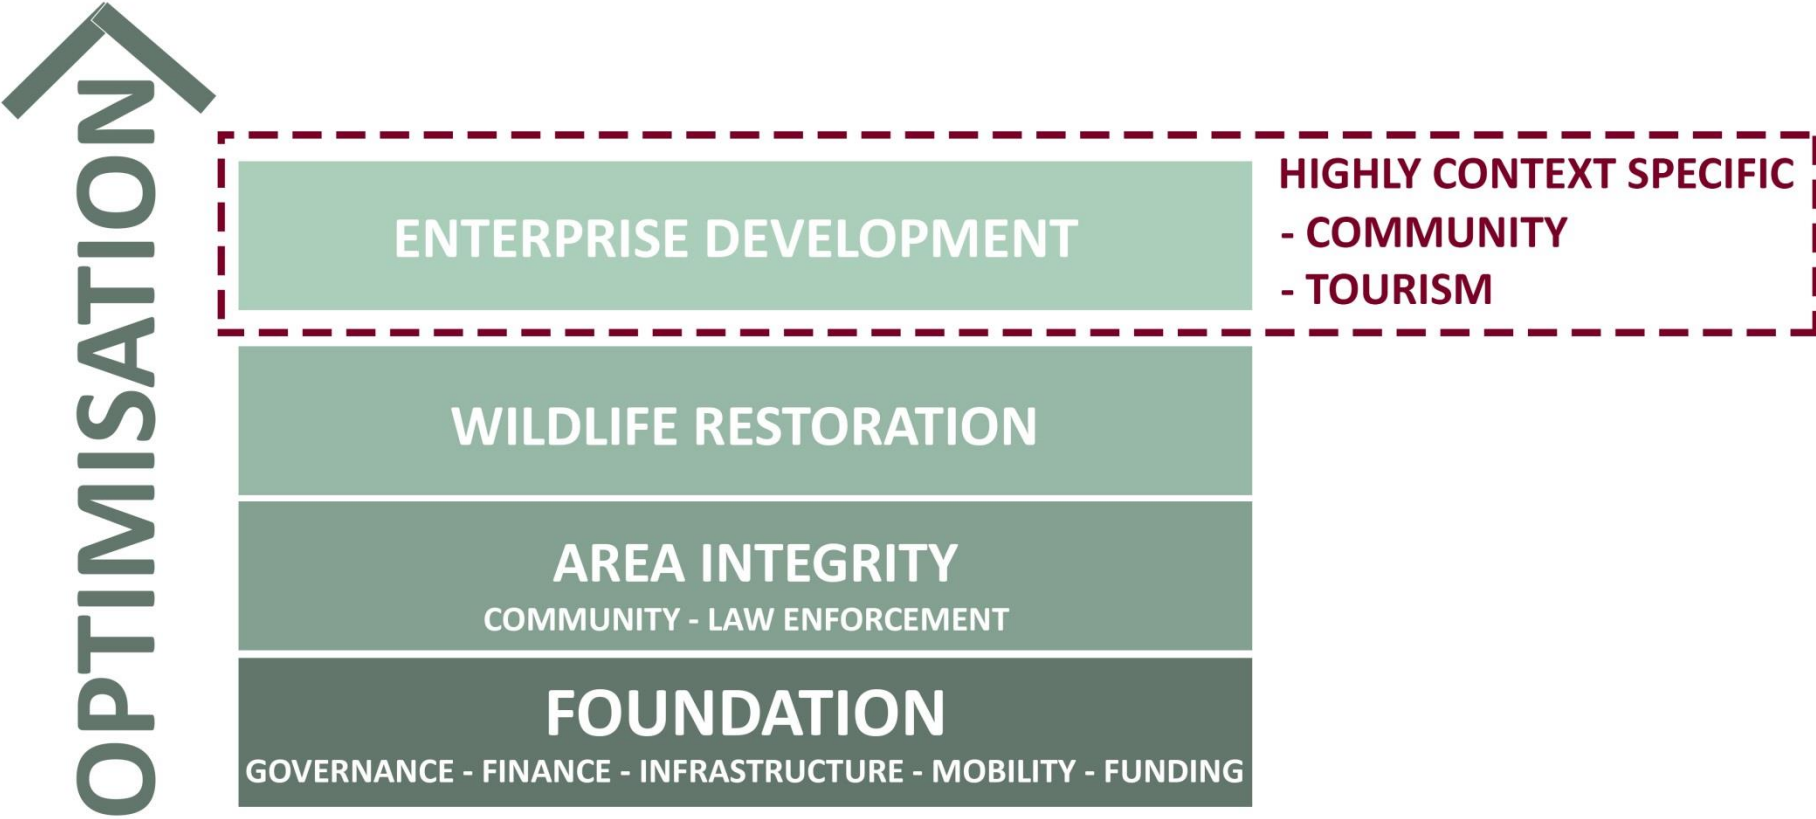 OPTIMISATION
ENTERPRISE DEVELOPMENT
HIGHLY CONTEXT SPECIFIC
- COMMUNITY
- TOURISM
WILDLIFE RESTORATION
AREA INTEGRITY
COMMUNITY - LAW ENFORCEMENT
FOUNDATION
GOVERNANCE - FINANCE - INFRASTRUCTURE - MOBILITY - FUNDING